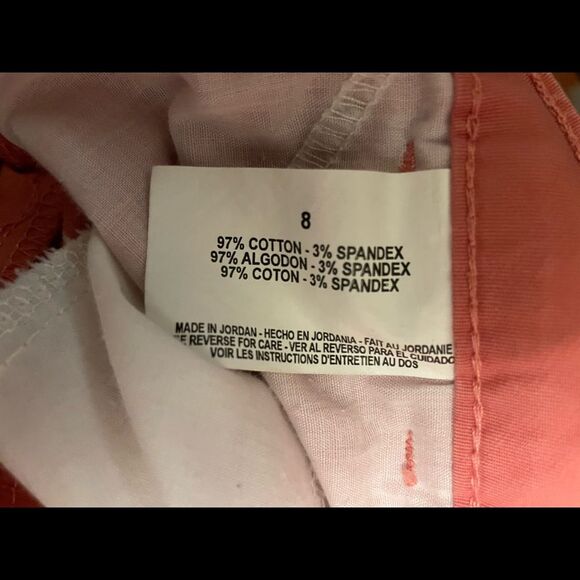 8
97% COTTON - 3% SPANDEX
97% ALGODON - 3% SPANDEX
97% COTON - 3% SPANDEX
MADE IN JORDAN - HECHO EN JORDANIA - FAIT AU JORDANIE
REVERSE FOR CARE - VER AL REVERSO PARA EL CUIDADO
VOIR LES INSTRUCTIONS D'ENTRETIEN AU DOS